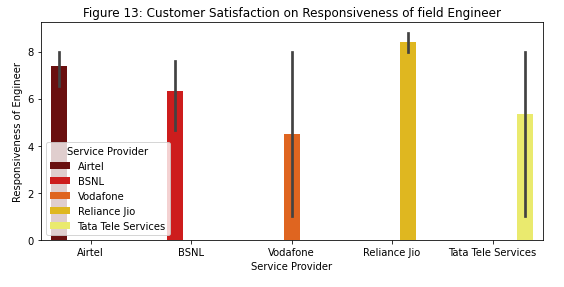 Figure 13: Customer Satisfaction on Responsiveness of field Engineer
Responsiveness of Engineer
8
6
4
2
0
Service Provider
Airtel
BSNL
Vodafone
Reliance Jio
Tata Tele Services
Airtel BSNL Vodafone Reliance Jio Tata Tele Services
Service Provider